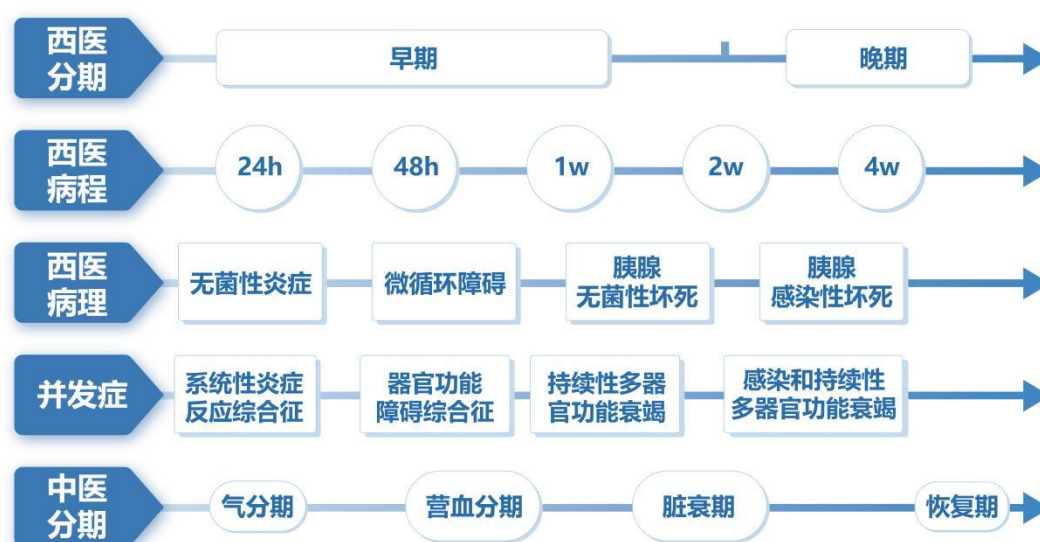 西医
分期
早期
晚期
西医
病程
24h
48h
1w
2w
4w
西医
病理
无菌性炎症
微循环障碍
胰腺
无菌性坏死
胰腺
感染性坏死
并发症
系统性炎症
反应综合征
器官功能
障碍综合征
持续性多器
官功能衰竭
感染和持续性
多器官功能衰竭
中医
分期
气分期
营血分期
脏衰期
恢复期